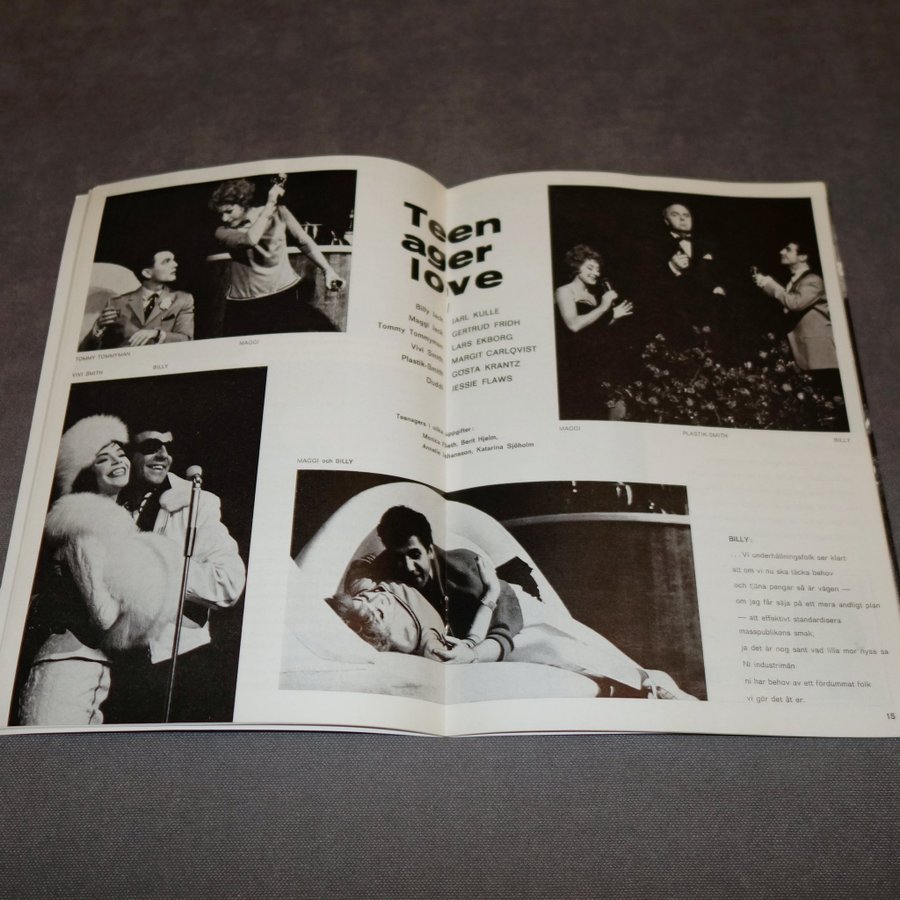 TOMMY TOMMYMAN
MAGGI
VIVI SMITH
BILLY
Teen
ager
love
Billy Jack JARL KULLE
Maggi Jack GERTRUD FRIDH
Tommy Tommyman LARS EKBORG
Vivi Smith MARGIT CARLQVIST
Plastik-Smith GÖSTA KRANTZ
Duddi JESSIE FLAWS
Teenagers i olika uppgifter:
Monica Berit Hjelm,
Annelie Johansson, Katarina Sjöholm
MAGGI
PLASTIK-SMITH
BILLY
MAGGI och BILLY
BILLY:
...Vi underhållningsfolk ser klart
att om vi nu ska täcka behov
och tjäna pengar så är vägen —
om jag får säja på ett mera andligt plan
— att effektivt standardisera
masspublikens smak,
ja det är nog sant vad lilla mor nyss sa
Ni industrimän
ni har behov av ett fördummat folk
vi gör det åt er.
15